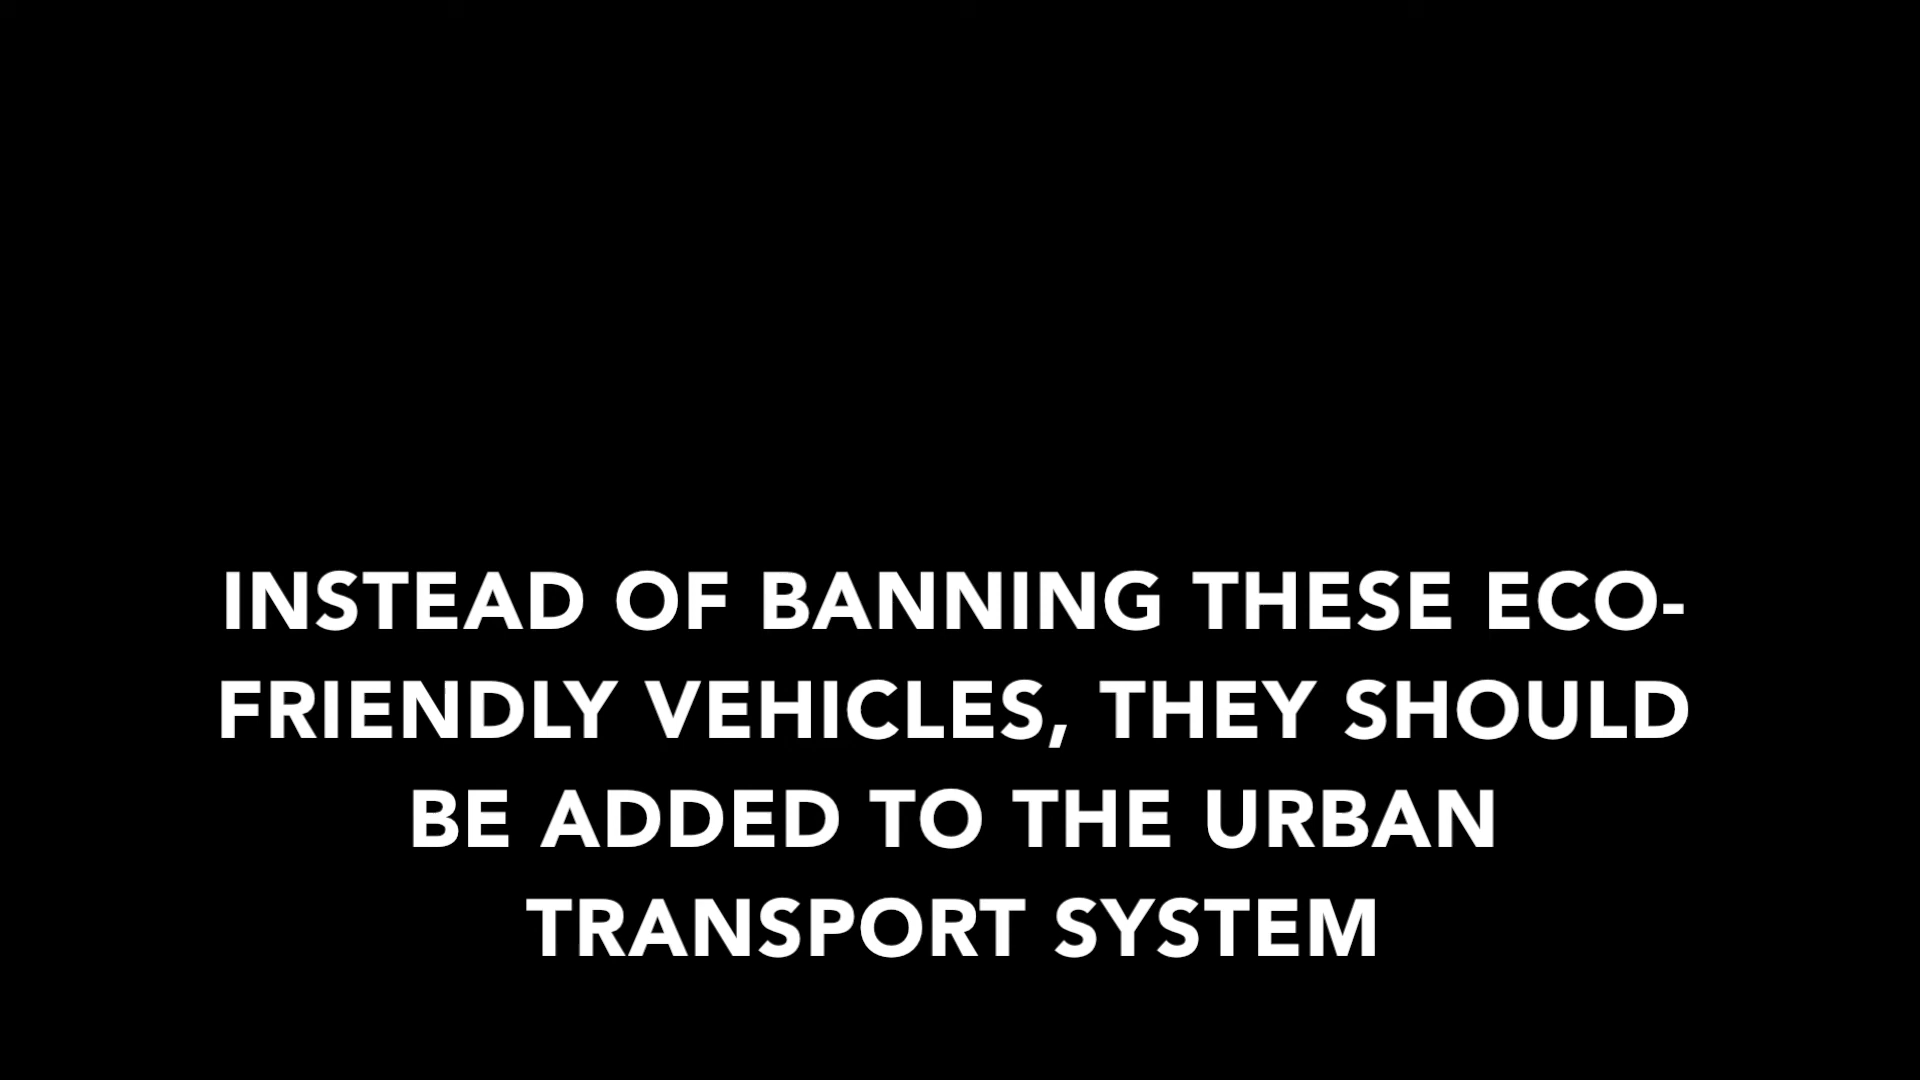 INSTEAD OF BANNING THESE ECO-
FRIENDLY VEHICLES, THEY SHOULD
BE ADDED TO THE URBAN
TRANSPORT SYSTEM